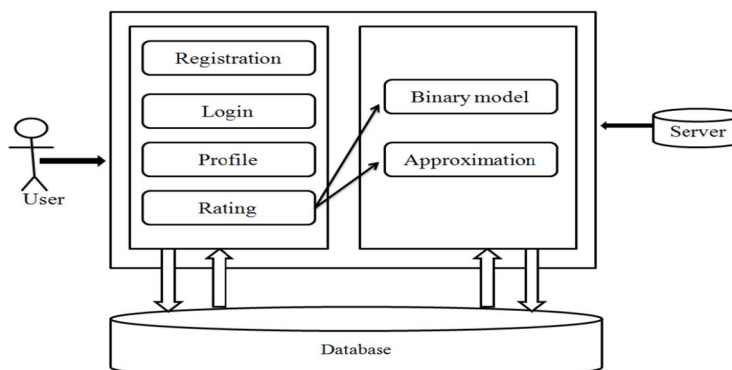 Registration
Login
Profile
Rating
Binary model
Approximation
User
Server
Database